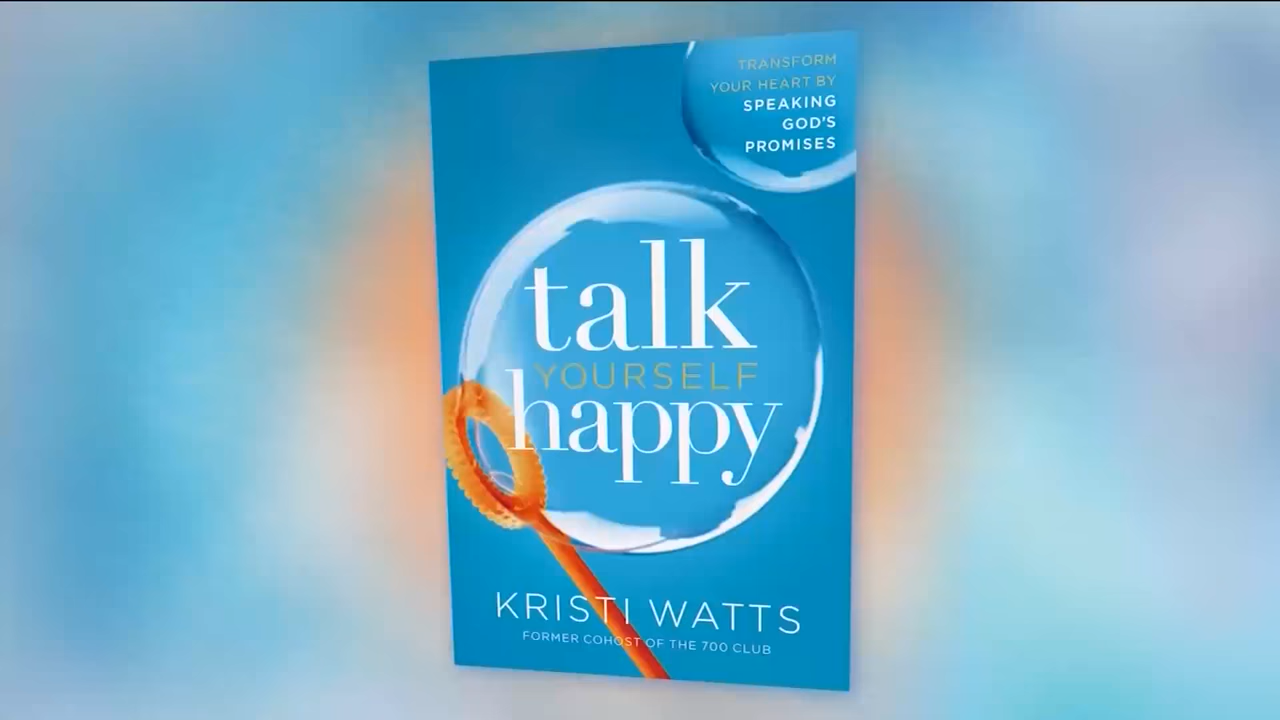 TRANSFORM
YOUR HEART BY
SPEAKING
GOD'S
PROMISES
talk
YOURSELF
happy
KRISTI WATTS
FORMER COHOST OF THE 700 CLUB